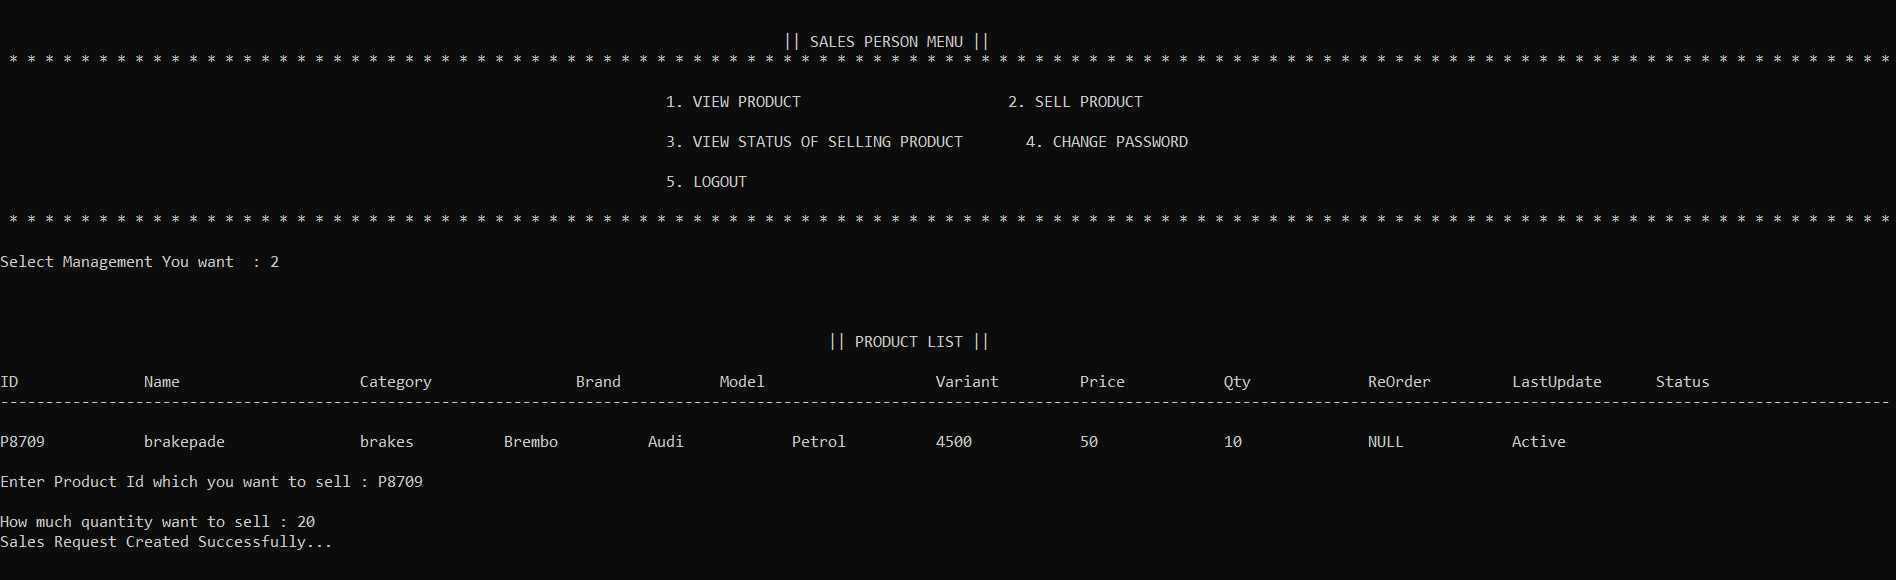 || SALES PERSON MENU ||
* * * * * * * * * * * * * * * * * * * * * * * * * * * * * * * * * * * * * * * * * * * * * * * * * * * * * * * * * * * * * * * * * * * * * * * * * * * * * * * * * * * * * * * * * * * * * * * * * * * * * * * * *
1. VIEW PRODUCT 2. SELL PRODUCT
3. VIEW STATUS OF SELLING PRODUCT 4. CHANGE PASSWORD
5. LOGOUT
* * * * * * * * * * * * * * * * * * * * * * * * * * * * * * * * * * * * * * * * * * * * * * * * * * * * * * * * * * * * * * * * * * * * * * * * * * * * * * * * * * * * * * * * * * * * * * * * * * * * * * * * *
Select Management You want : 2
|| PRODUCT LIST ||
ID Name Category Brand Model Variant Price Qty ReOrder LastUpdate Status
------------------------------------------------------------------------------------------------------------------------------------------------------------------------------------------------------------------
P8709 brakepade brakes Brembo Audi Petrol 4500 50 10 NULL Active
Enter Product Id which you want to sell : P8709
How much quantity want to sell : 20
Sales Request Created Successfully...